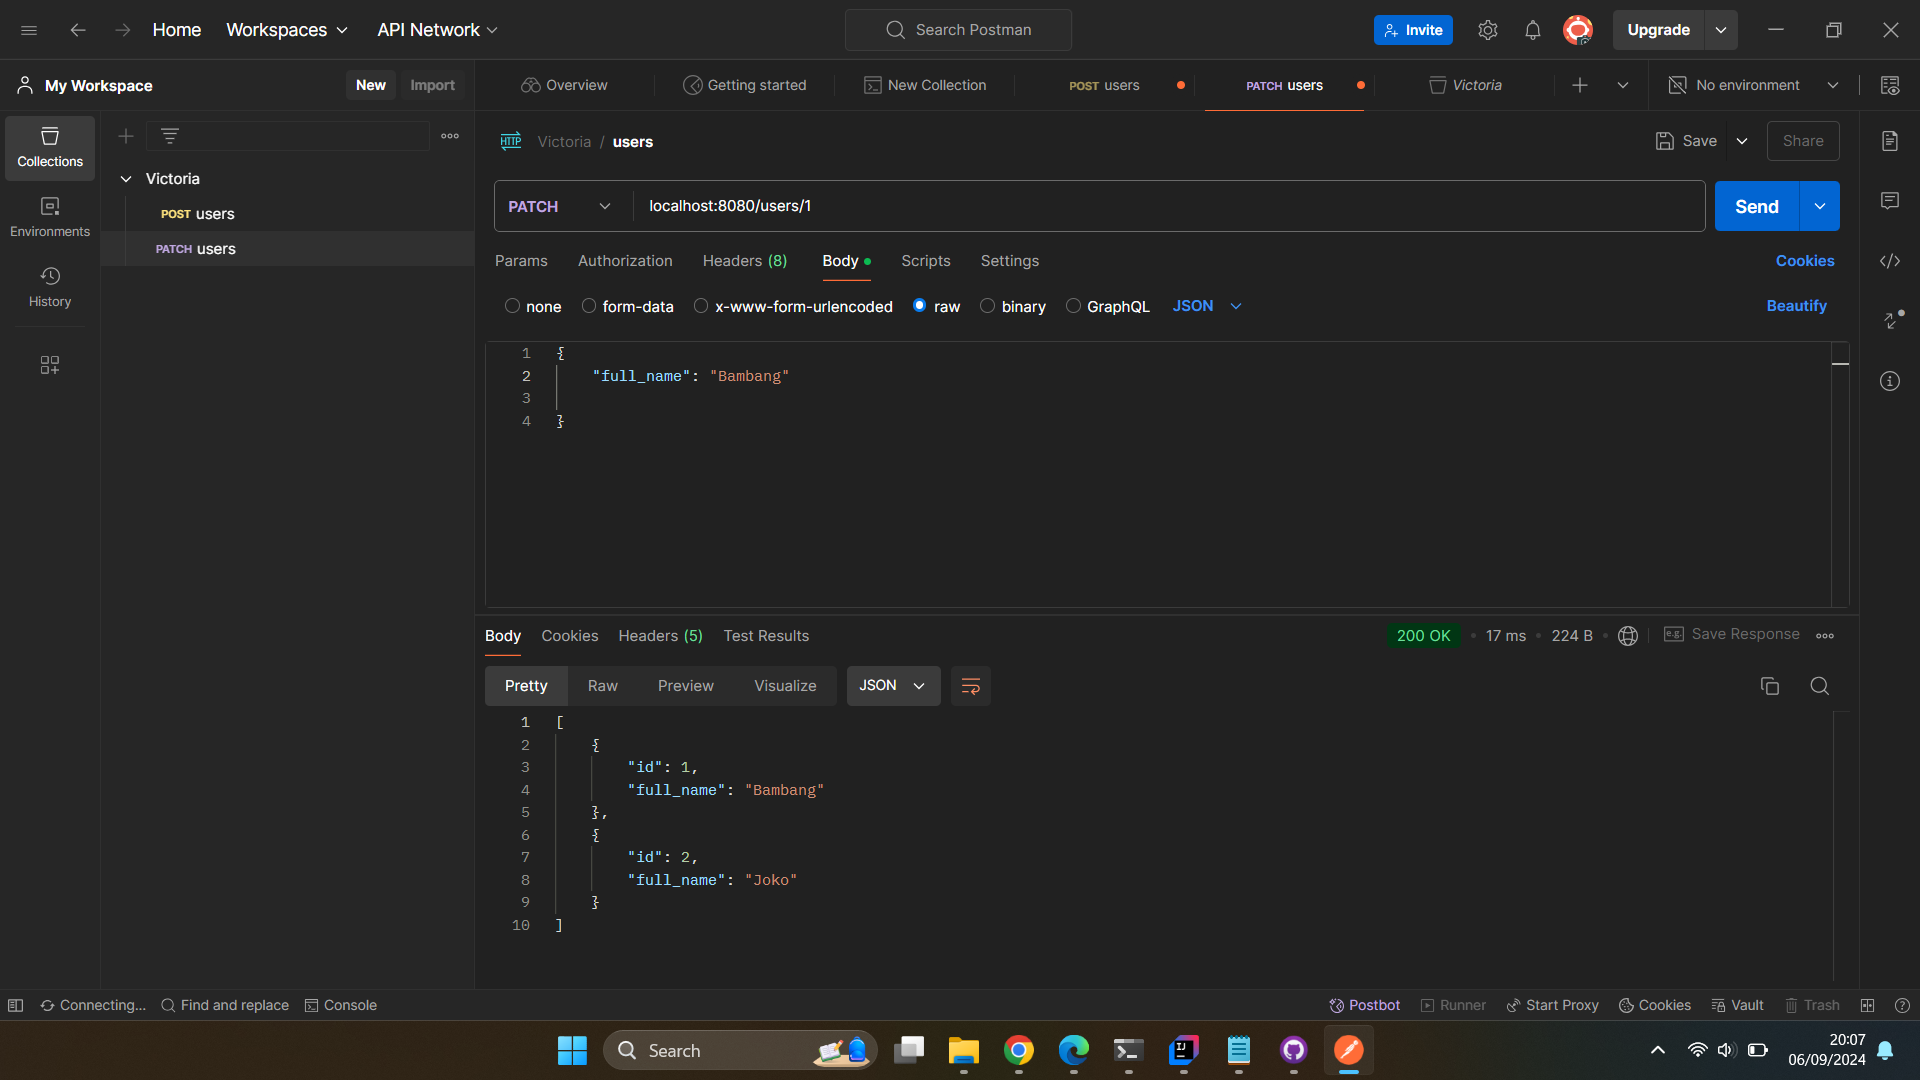 Home Workspaces API Network Search Postman Invite Upgrade
My Workspace New Import Overview Getting started New Collection POST users PATCH users Victoria No environment
Collections
Environments
History
Victoria
POST users
PATCH users
HTTP Victoria / users Save Share
PATCH localhost:8080/users/1 Send
Params Authorization Headers (8) Body Scripts Settings Cookies
none form-data x-www-form-urlencoded raw binary GraphQL JSON Beautify
1 {
2 "full_name": "Bambang"
3
4 }
Body Cookies Headers (5) Test Results 200 OK 17 ms 224 B e.g. Save Response
Pretty Raw Preview Visualize JSON
1 [
2 {
3 "id": 1,
4 "full_name": "Bambang"
5 },
6 {
7 "id": 2,
8 "full_name": "Joko"
9 }
10 ]
Connecting... Find and replace Console Postbot Runner Start Proxy Cookies Vault Trash
Search IJ 20:07
06/09/2024